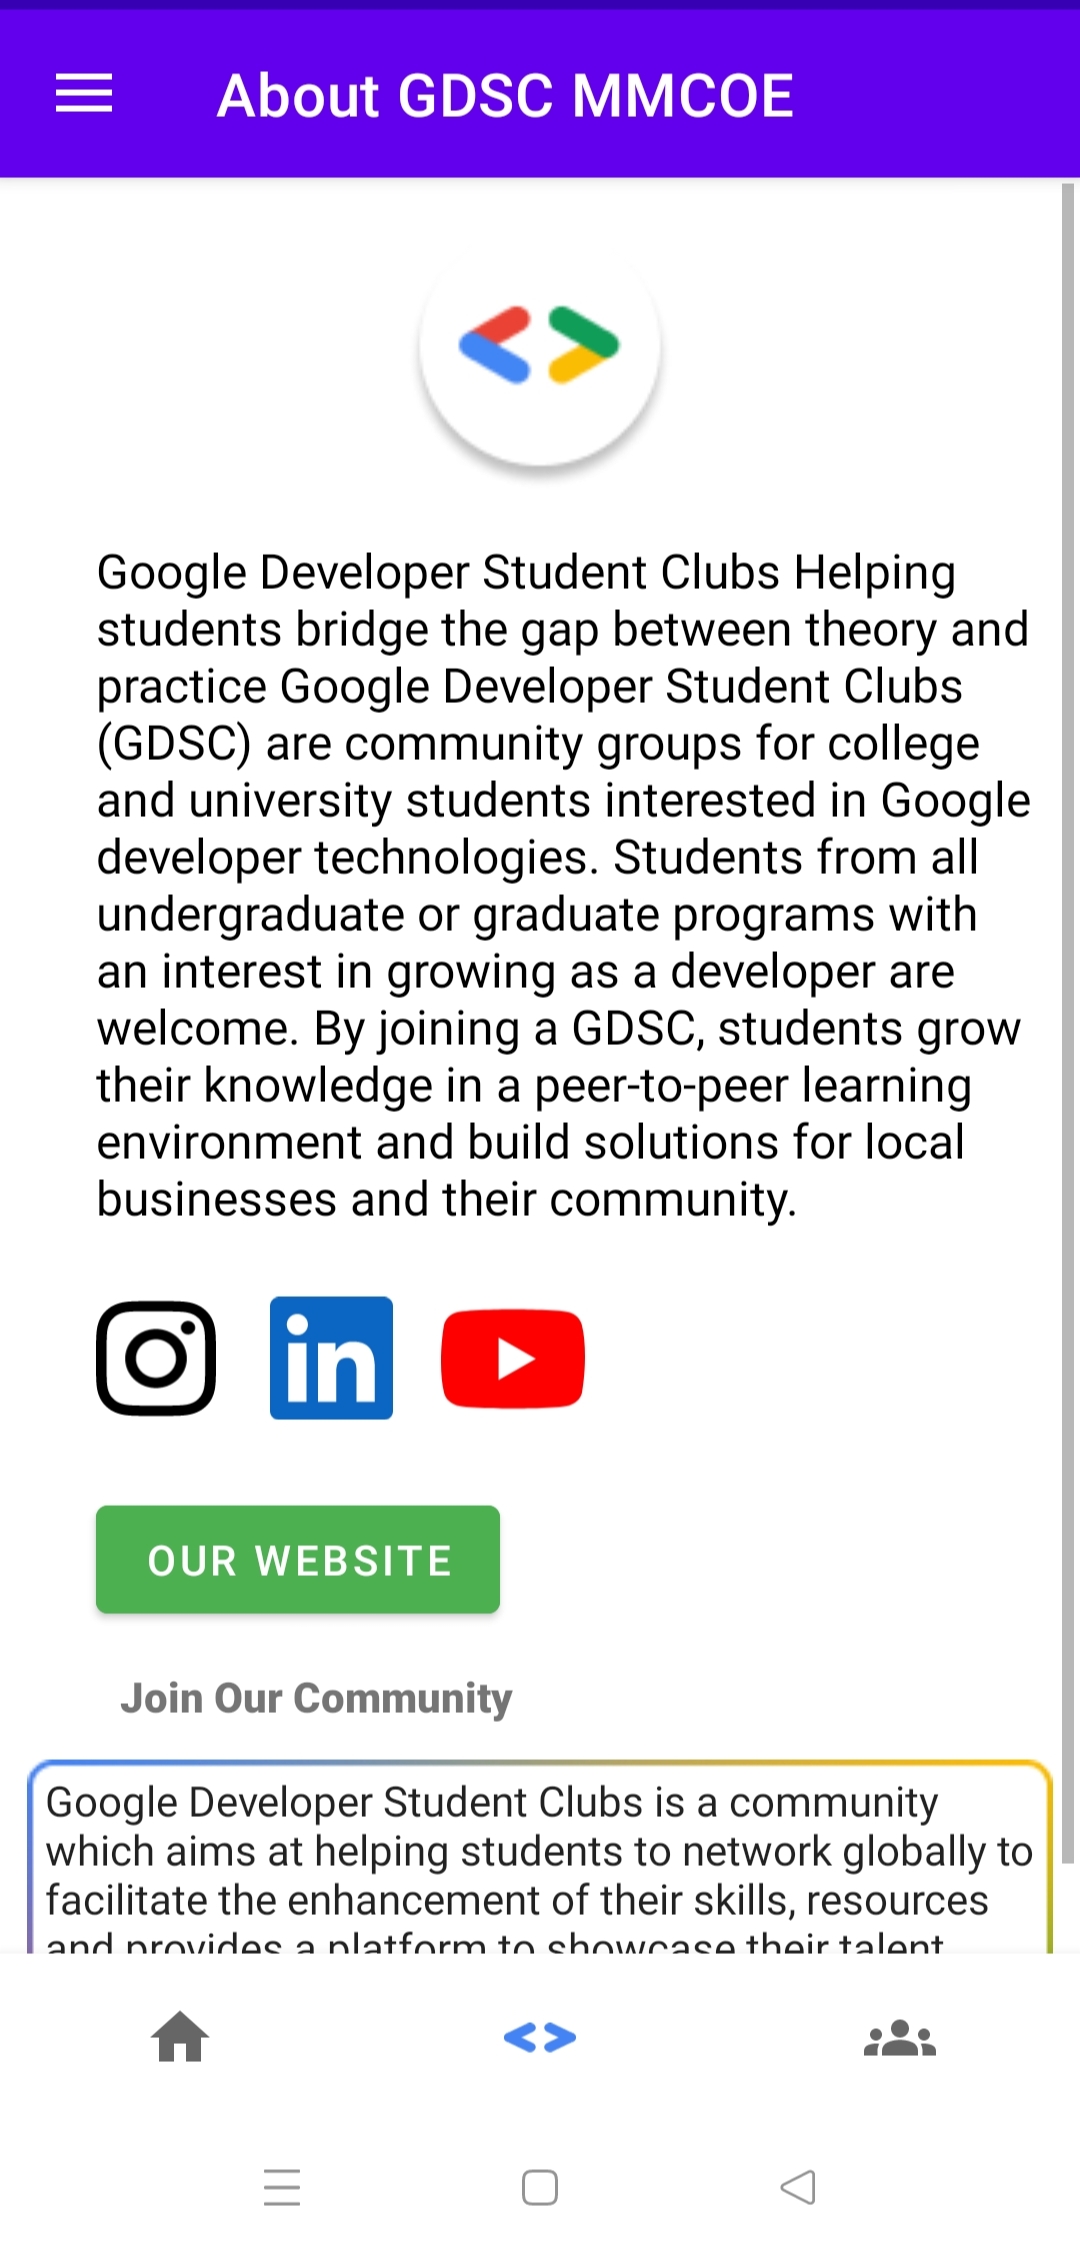 About GDSC MMCOE
Google Developer Student Clubs Helping
students bridge the gap between theory and
practice Google Developer Student Clubs
(GDSC) are community groups for college
and university students interested in Google
developer technologies. Students from all
undergraduate or graduate programs with
an interest in growing as a developer are
welcome. By joining a GDSC, students grow
their knowledge in a peer-to-peer learning
environment and build solutions for local
businesses and their community.
in
OUR WEBSITE
Join Our Community
Google Developer Student Clubs is a community
which aims at helping students to network globally to
facilitate the enhancement of their skills, resources
and provides a platform to showcase their talent